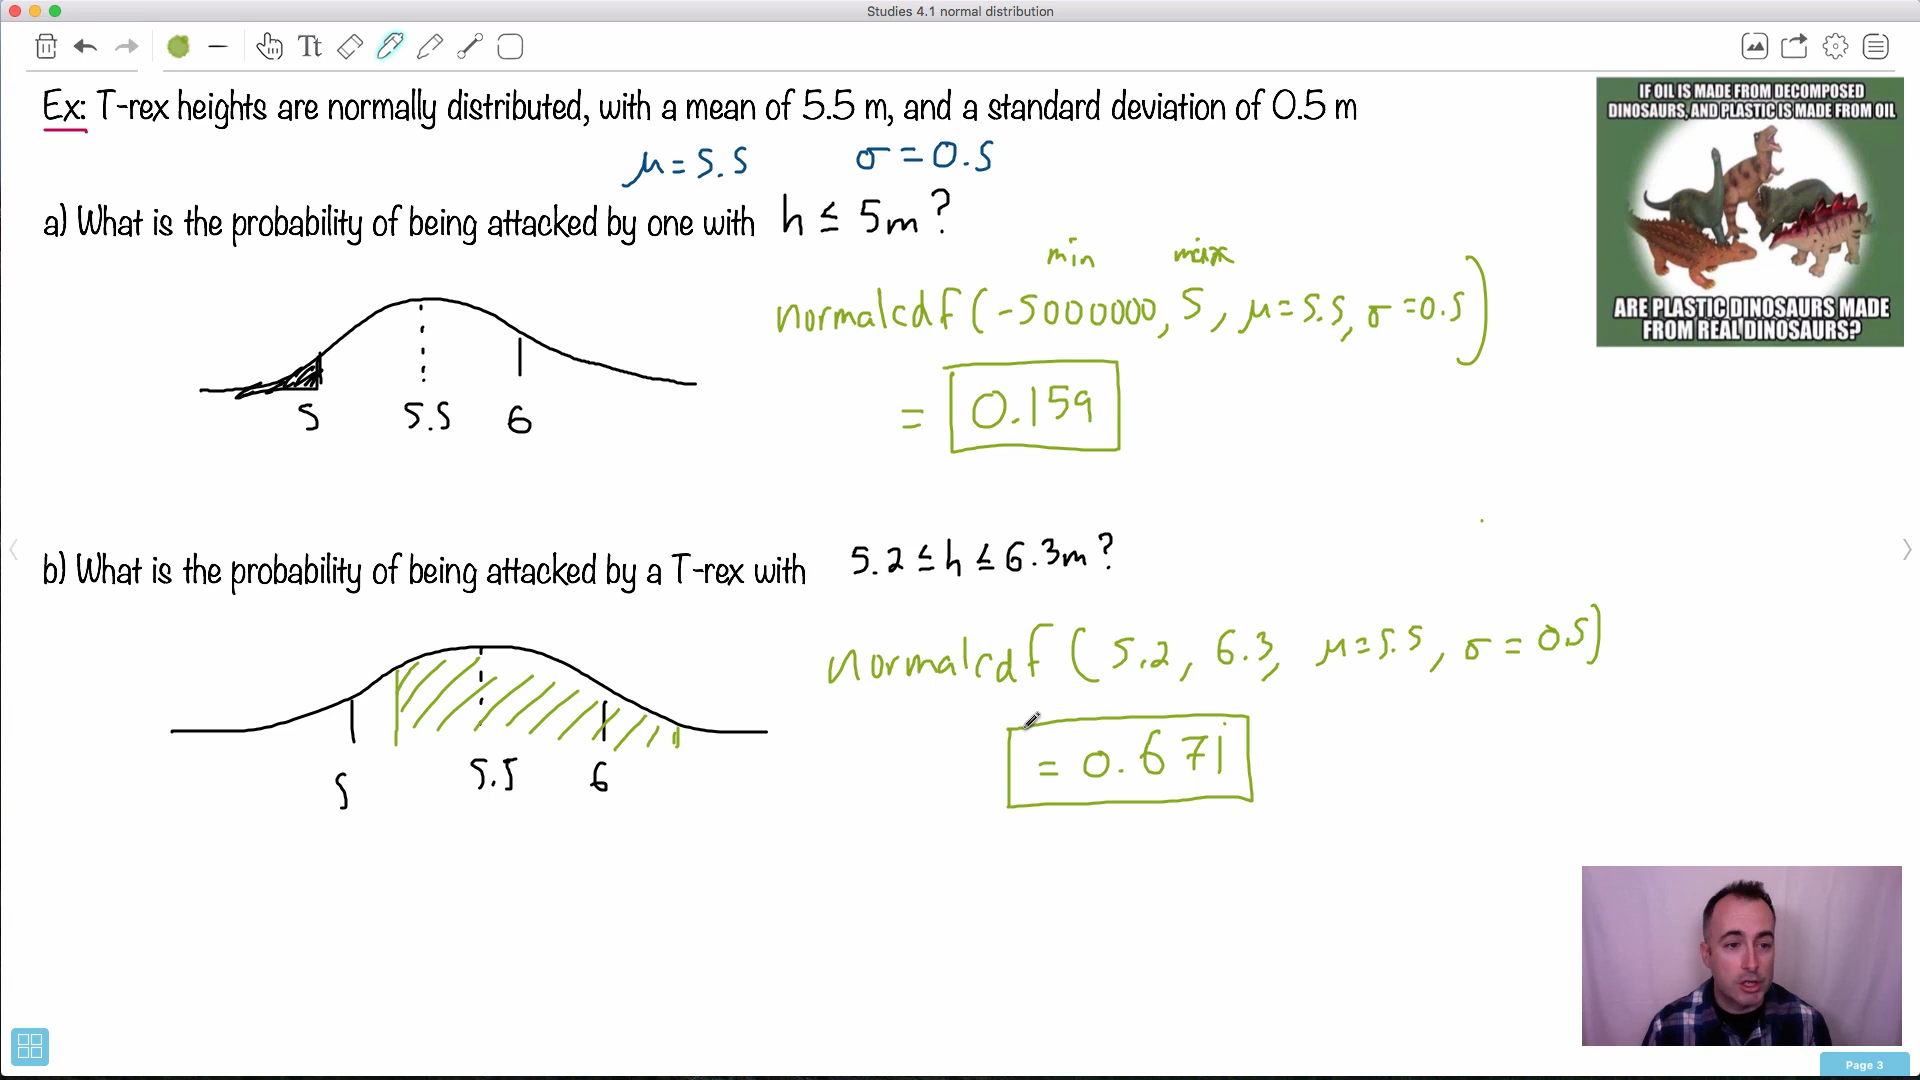 Studies 4.1 normal distribution
Tt
Ex: T-rex heights are normally distributed, with a mean of 5.5 m, and a standard deviation of 0.5 m
μ = 5.5 σ = 0.5
a) What is the probability of being attacked by one with h ≤ 5m?
min max
normalcdf (-5000000, 5, μ = 5.5, σ = 0.5)
= 0.159
5 5.5 6
IF OIL IS MADE FROM DECOMPOSED
DINOSAURS, AND PLASTIC IS MADE FROM OIL
ARE PLASTIC DINOSAURS MADE
FROM REAL DINOSAURS?
b) What is the probability of being attacked by a T-rex with 5.2 ≤ h ≤ 6.3m?
normalcdf (5.2, 6.3, μ = 5.5, σ = 0.5)
= 0.671
5 5.5 6
Page 3